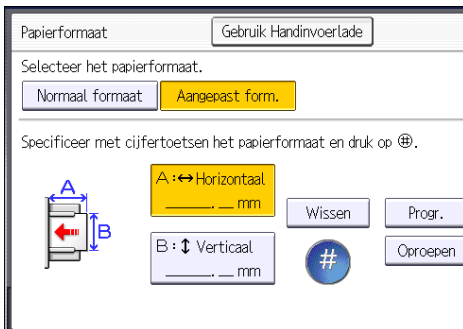 Papierformaat
Gebruik Handinvoerlade
Selecteer het papierformaat.
Normaal formaat
Aangepast form.
Specificeer met cijfertoetsen het papierformaat en druk op ⌗.
A:↔Horizontaal
_____.__ mm
A
B
Wissen
Progr.
B:↕ Verticaal
_____.__ mm
#
Oproepen